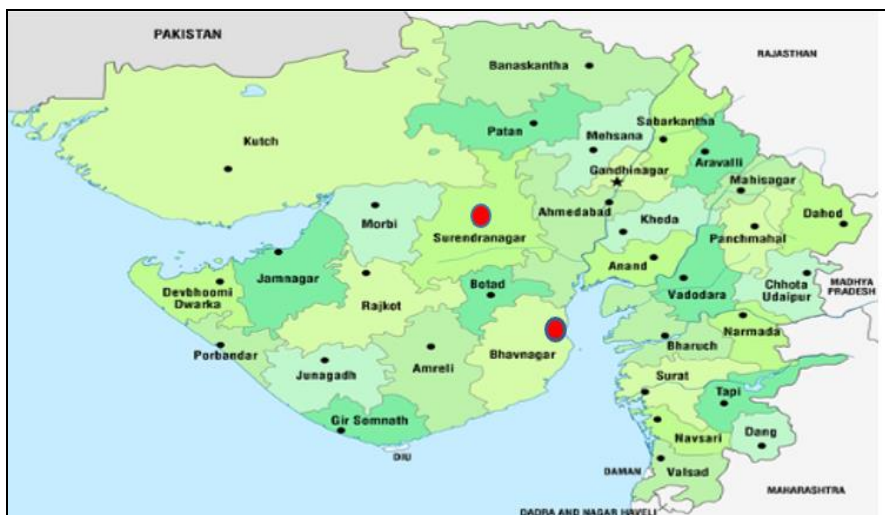 PAKISTAN
RAJASTHAN
Banaskantha
Sabarkantha
Patan
Mehsana
Kutch
Aravalli
Gandhinagar
Mahisagar
Morbi
Ahmedabad
Kheda
Dahod
Surendranagar
Panchmahal
Anand
Jamnagar
Botad
Chhota
Udaipur
MADHYA
PRADESH
Devbhoomi
Dwarka
Rajkot
Vadodara
Narmada
Porbandar
Bhavnagar
Bharuch
Junagadh
Amreli
Surat
Tapi
Gir Somnath
Navsari
Dang
DIU
DAMAN
Valsad
MAHARASHTRA
DADRA AND NAGAR HAVELI